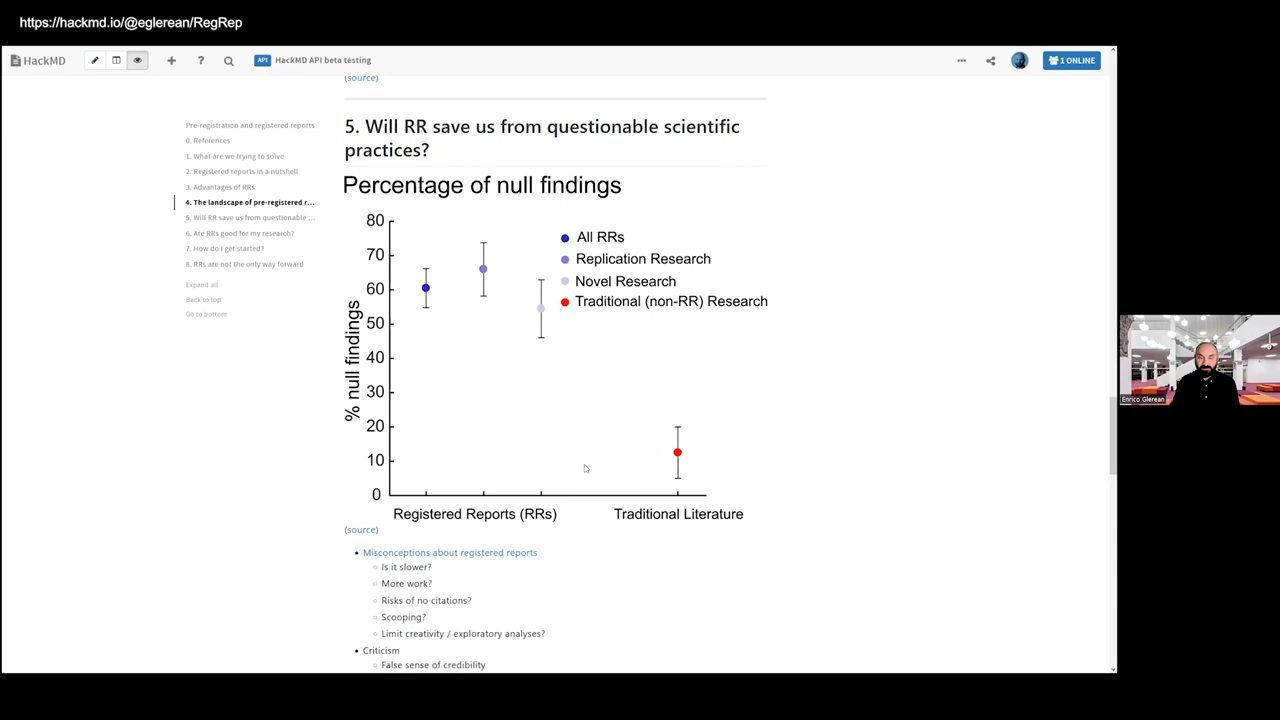 https://hackmd.io/@eglerean/RegRep
HackMD
API HackMD API beta testing
1 ONLINE
(source)
Pre-registration and registered reports
0. References
1. What are we trying to solve
2. Registered reports in a nutshell
3. Advantages of RRs
4. The landscape of pre-registered r...
5. Will RR save us from questionable ...
6. Are RRs good for my research?
7. How do I get started?
8. RRs are not the only way forward
Expand all
Back to top
Go to bottom
5. Will RR save us from questionable scientific
practices?
Percentage of null findings
80
70
60
50
40
30
20
10
0
% null findings
All RRs
Replication Research
Novel Research
Traditional (non-RR) Research
Registered Reports (RRs)
Traditional Literature
(source)
Misconceptions about registered reports
Is it slower?
More work?
Risks of no citations?
Scooping?
Limit creativity / exploratory analyses?
Criticism
False sense of credibility
Enrico Glerean